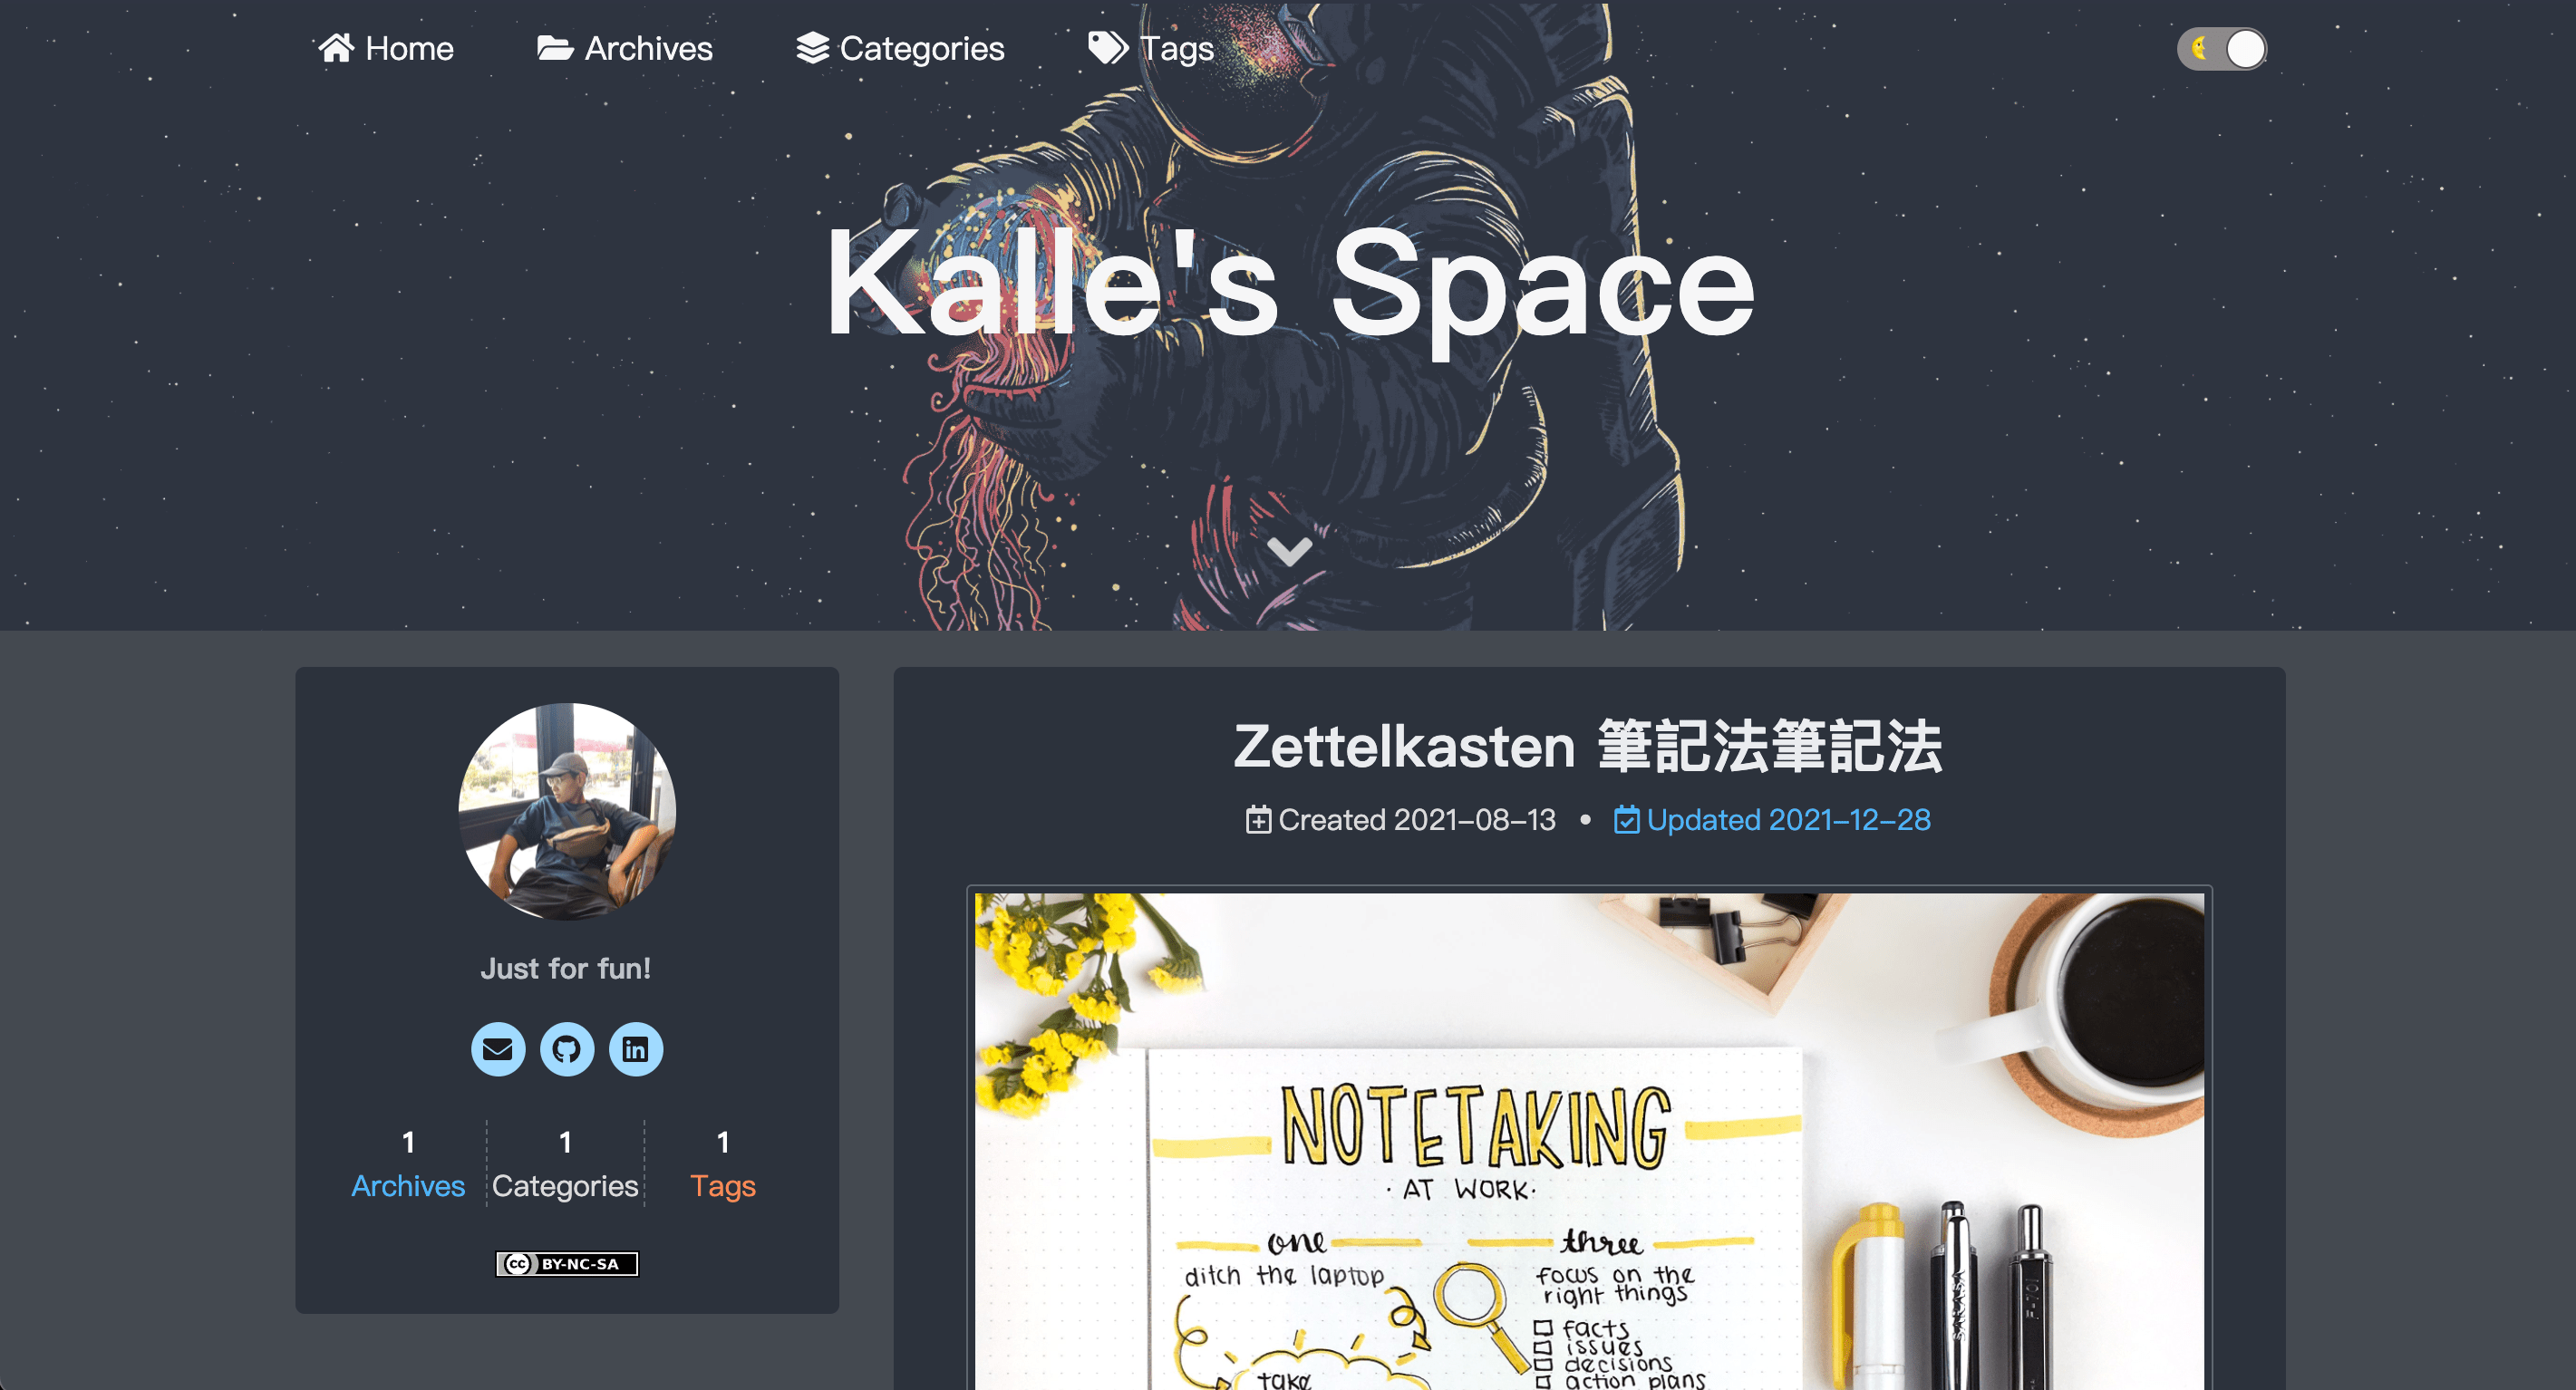 Home Archives Categories Tags
Kalle's Space
Just for fun!
1 1 1
Archives Categories Tags
cc BY-NC-SA
Zettelkasten 筆記法筆記法
Created 2021-08-13 • Updated 2021-12-28
NOTETAKING
· AT WORK·
one
ditch the laptop
take
three
focus on the
right things
facts
issues
decisions
action plans
SAKASA
F-701